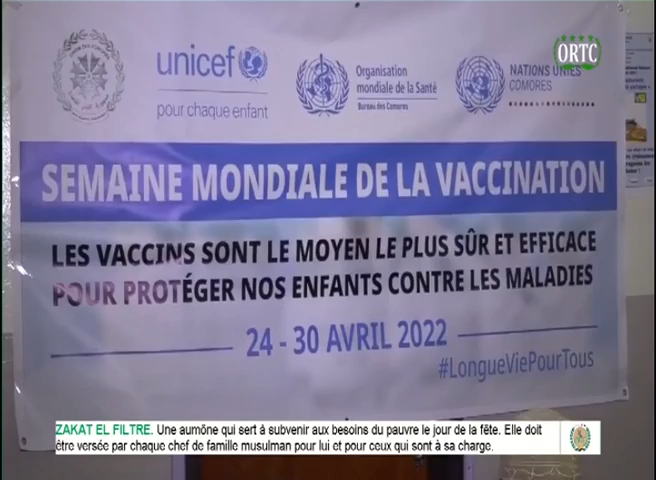 unicef
pour chaque enfant
Organisation
mondiale de la Santé
Bureau des Comores
NATIONS UNIES
COMORES
ORTC
SEMAINE MONDIALE DE LA VACCINATION
LES VACCINS SONT LE MOYEN LE PLUS SÛR ET EFFICACE
POUR PROTÉGER NOS ENFANTS CONTRE LES MALADIES
24 - 30 AVRIL 2022
#LongueViePourTous
ZAKAT EL FILTRE. Une aumône qui sert à subvenir aux besoins du pauvre le jour de la fête. Elle doit
être versée par chaque chef de famille musulman pour lui et pour ceux qui sont à sa charge.